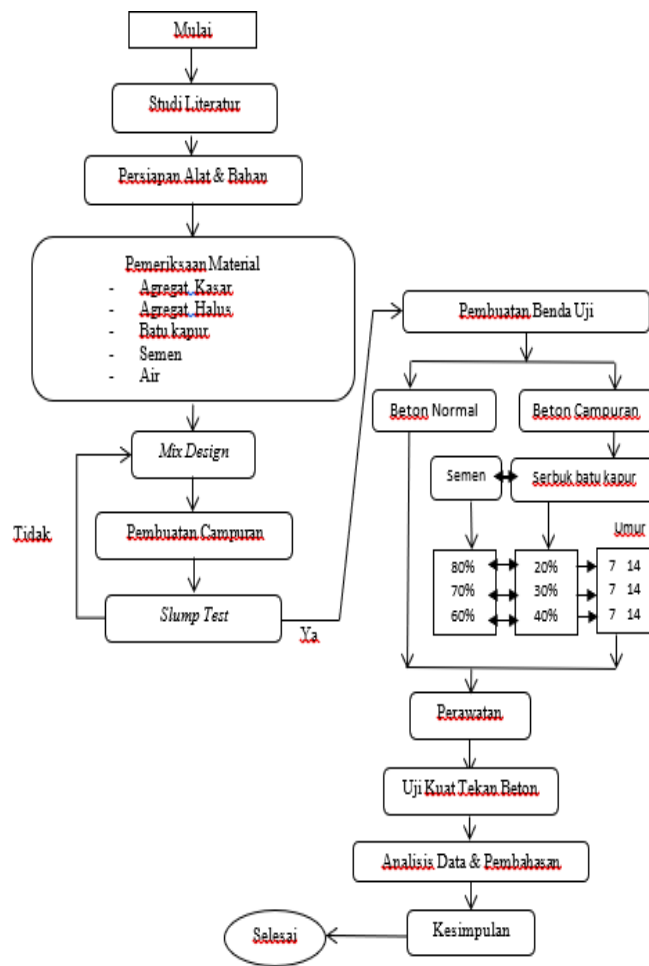 Mulai
Studi Literatur
Persiapan Alat & Bahan
Pemeriksaan Material
- Agregat Kasar
- Agregat Halus
- Batu kapur
- Semen
- Air
Mix Design
Tidak
Pembuatan Campuran
Slump Test
Ya
Pembuatan Benda Uji
Beton Normal
Beton Campuran
Semen
Serbuk batu kapur
Umur
80% 20% 7 14
70% 30% 7 14
60% 40% 7 14
Perawatan
Uji Kuat Tekan Beton
Analisis Data & Pembahasan
Kesimpulan
Selesai